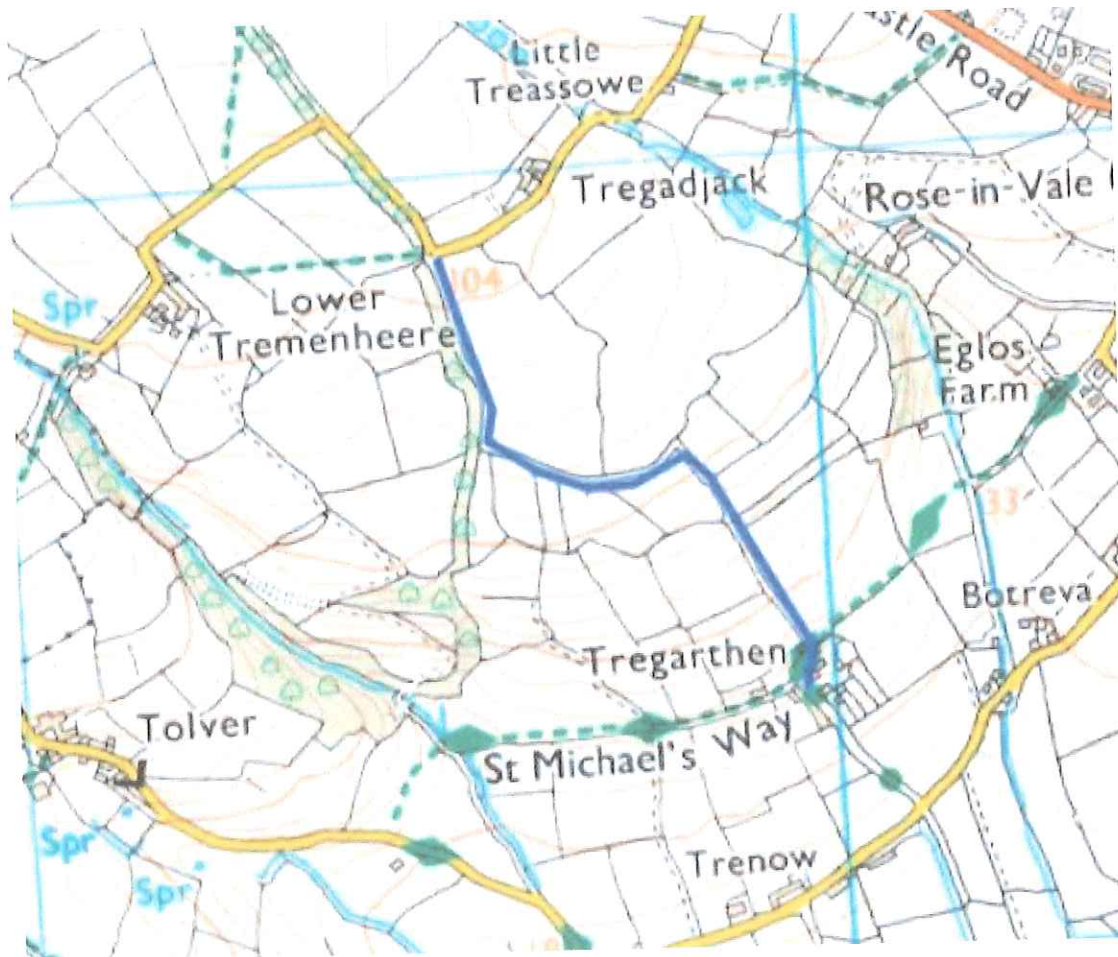 Little
Treassowe
stle Road
Tregadjack
Rose-in-Vale
Spr
Lower
Tremenheere
104
Eglos
Farm
33
Botreva
Tregarthen
Tolver
St Michael's Way
Spr
Spr
Trenow